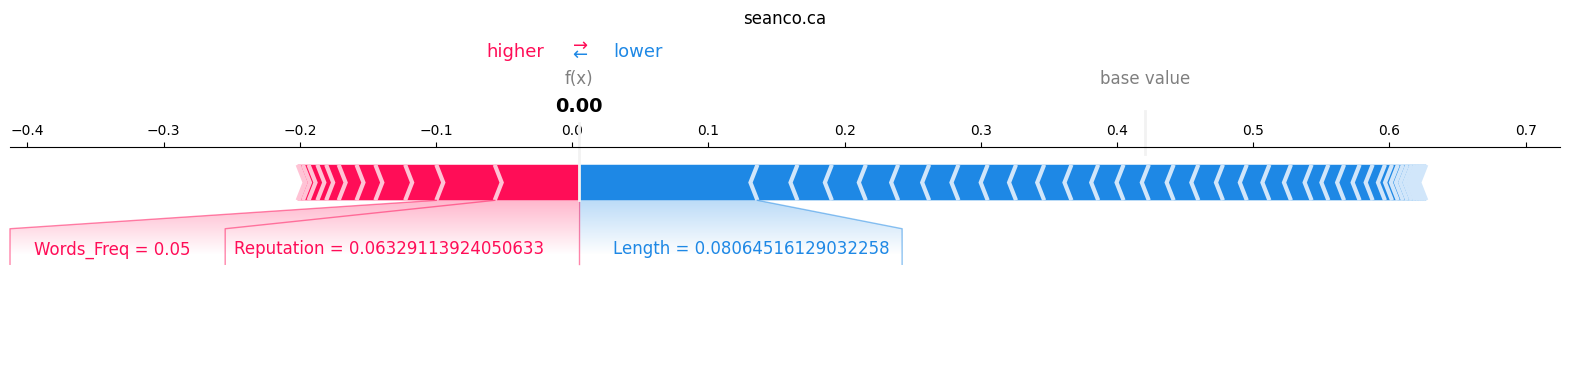 seanco.ca
higher → lower
←
f(x) base value
0.00
−0.4 −0.3 −0.2 −0.1 0.0 0.1 0.2 0.3 0.4 0.5 0.6 0.7
Words_Freq = 0.05 Reputation = 0.06329113924050633 Length = 0.08064516129032258